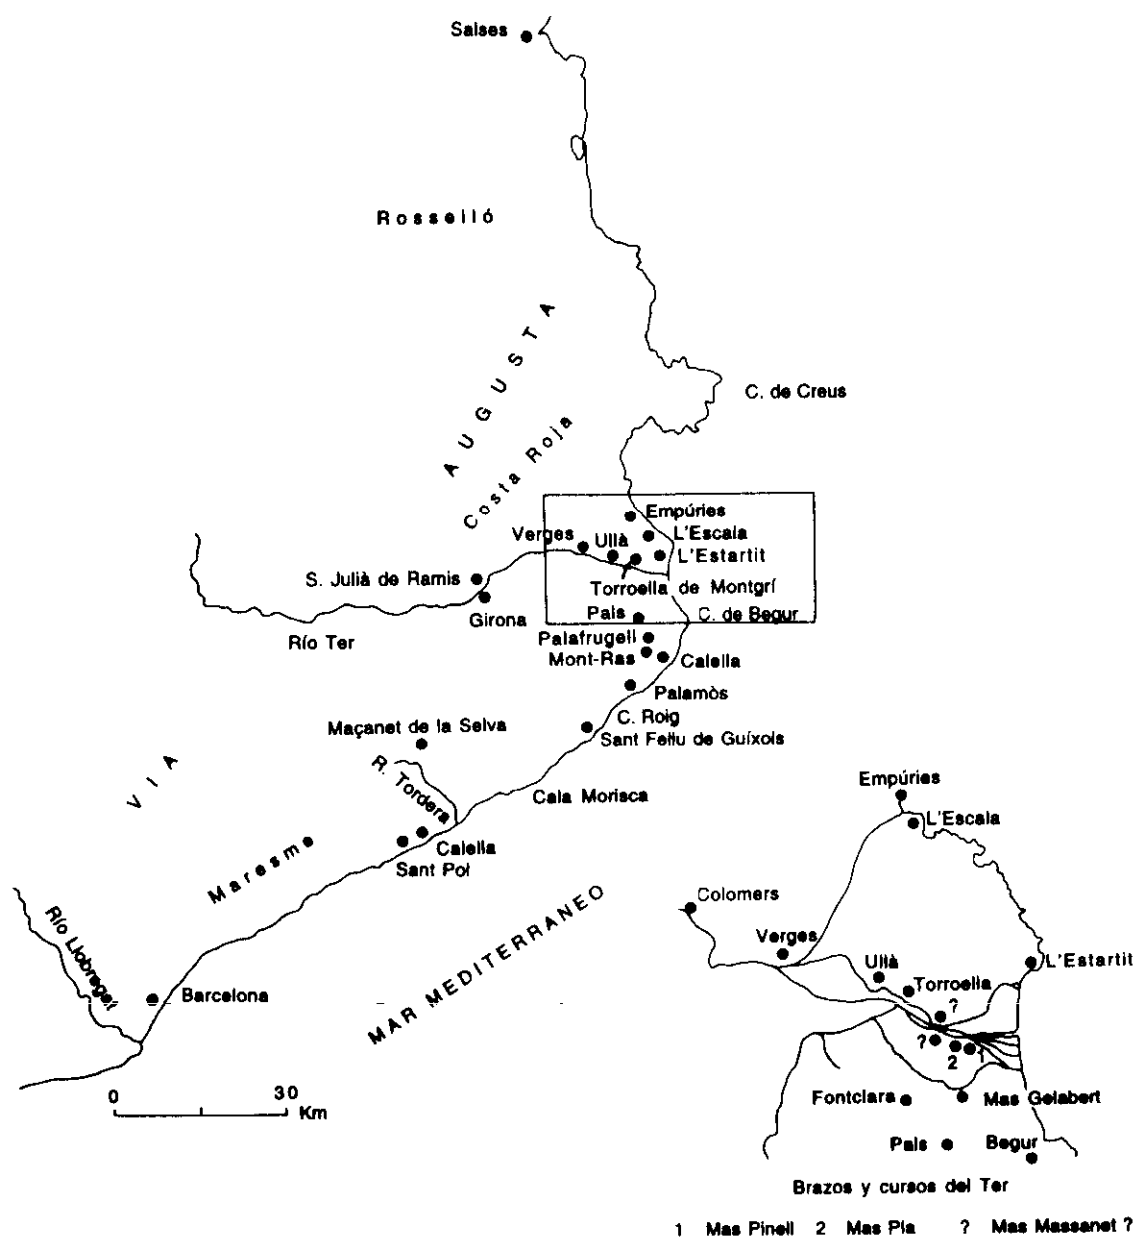 Salses
Rosselló
AUGUSTA
C. de Creus
Costa Roja
Empúries
Verges
Ullà
L'Escala
L'Estartit
S. Julià de Ramis
Torroella de Montgrí
Girona
Pals
C. de Begur
Río Ter
Palafrugell
Mont-Ras
Calella
Palamòs
C. Roig
Maçanet de la Selva
Sant Feliu de Guíxols
R. Tordera
VIA
Cala Morisca
Calella
Maresme
Sant Pol
MAR MEDITERRANEO
Río Llobregat
Barcelona
0 30
Km
Empúries
L'Escala
Colomers
Verges
Ullà
L'Estartit
Torroella
?
?
2 1
Fontclara
Mas Gelabert
Pals
Begur
Brazos y cursos del Ter
1 Mas Pinell 2 Mas Pla ? Mas Massanet ?